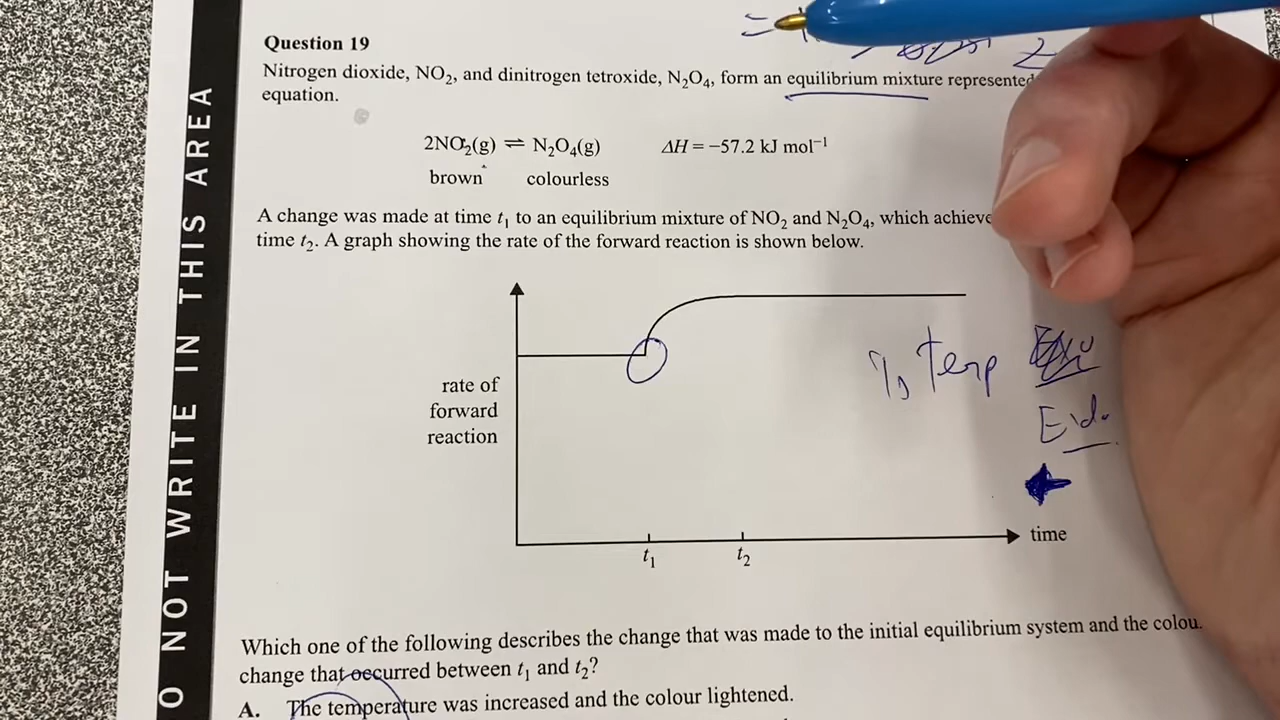 Question 19
Nitrogen dioxide, NO₂, and dinitrogen tetroxide, N₂O₄, form an equilibrium mixture represented
equation.
2NO₂(g) ⇌ N₂O₄(g) ΔH = −57.2 kJ mol⁻¹
brown colourless
A change was made at time t₁ to an equilibrium mixture of NO₂ and N₂O₄, which achieve
time t₂. A graph showing the rate of the forward reaction is shown below.
rate of
forward
reaction
Temp
End.
time
t₁ t₂
Which one of the following describes the change that was made to the initial equilibrium system and the colou
change that occurred between t₁ and t₂?
A. The temperature was increased and the colour lightened.
O NOT WRITE IN THIS AREA